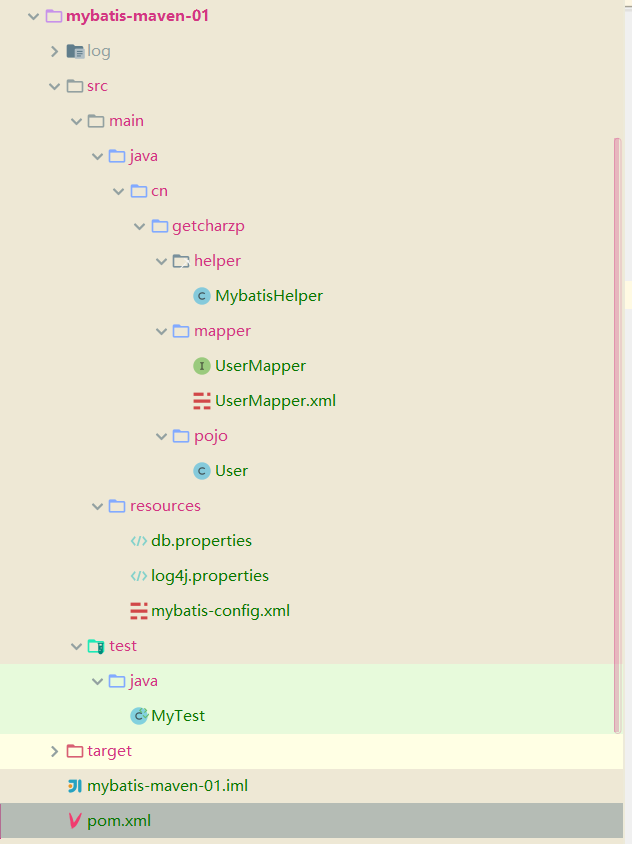 mybatis-maven-01
log
src
main
java
cn
getcharzp
helper
MybatisHelper
mapper
UserMapper
UserMapper.xml
pojo
User
resources
db.properties
log4j.properties
mybatis-config.xml
test
java
MyTest
target
mybatis-maven-01.iml
pom.xml